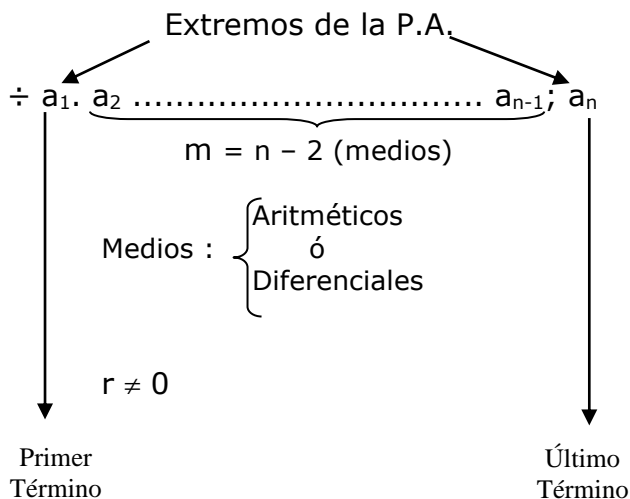 Extremos de la P.A.
÷ a₁. a₂ ................................. aₙ₋₁; aₙ
m = n – 2 (medios)
Aritméticos
Medios : ó
Diferenciales
r ≠ 0
Primer Término
Último Término